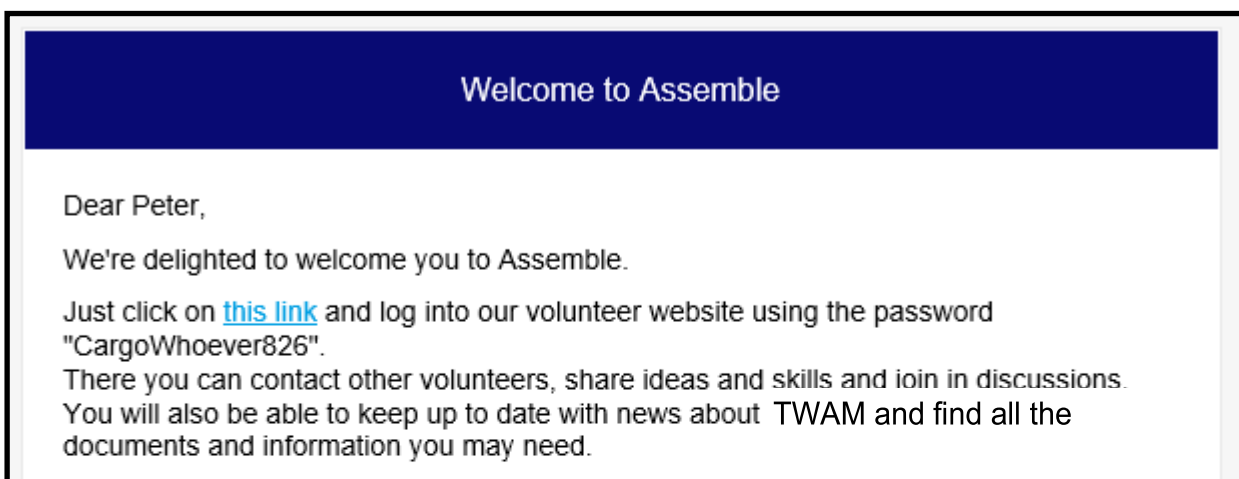 Welcome to Assemble
Dear Peter,
We're delighted to welcome you to Assemble.
Just click on this link and log into our volunteer website using the password
"CargoWhoever826".
There you can contact other volunteers, share ideas and skills and join in discussions.
You will also be able to keep up to date with news about TWAM and find all the
documents and information you may need.